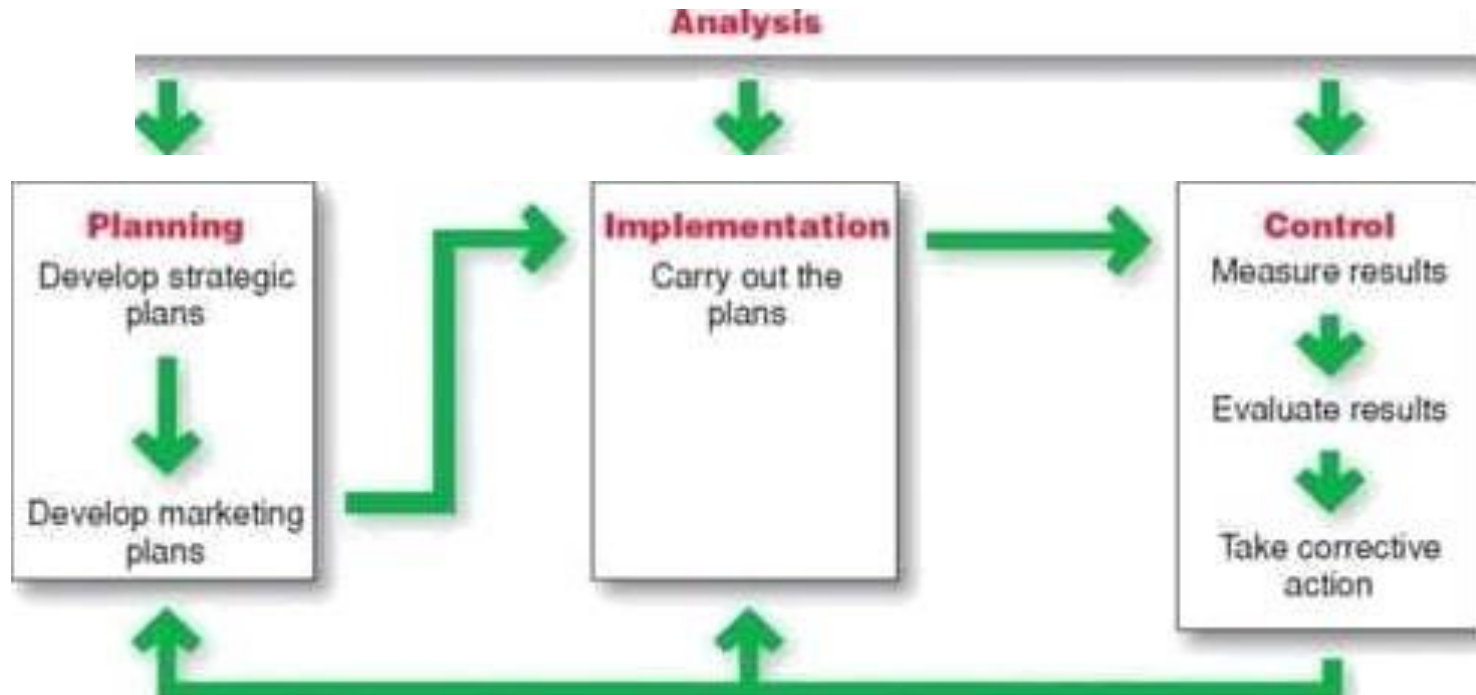 Analysis
Planning
Develop strategic
plans
Develop marketing
plans
Implementation
Carry out the
plans
Control
Measure results
Evaluate results
Take corrective
action